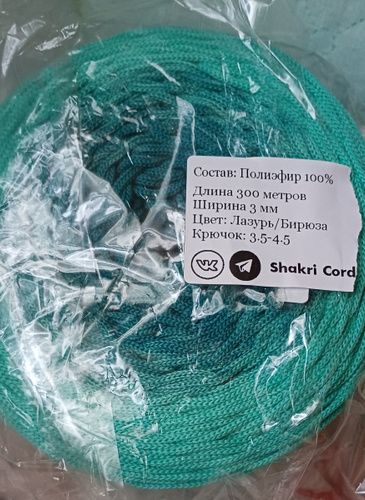 Состав: Полиэфир 100%
Длина 300 метров
Ширина 3 мм
Цвет: Лазурь/Бирюза
Крючок: 3.5-4.5
Shakri Cord